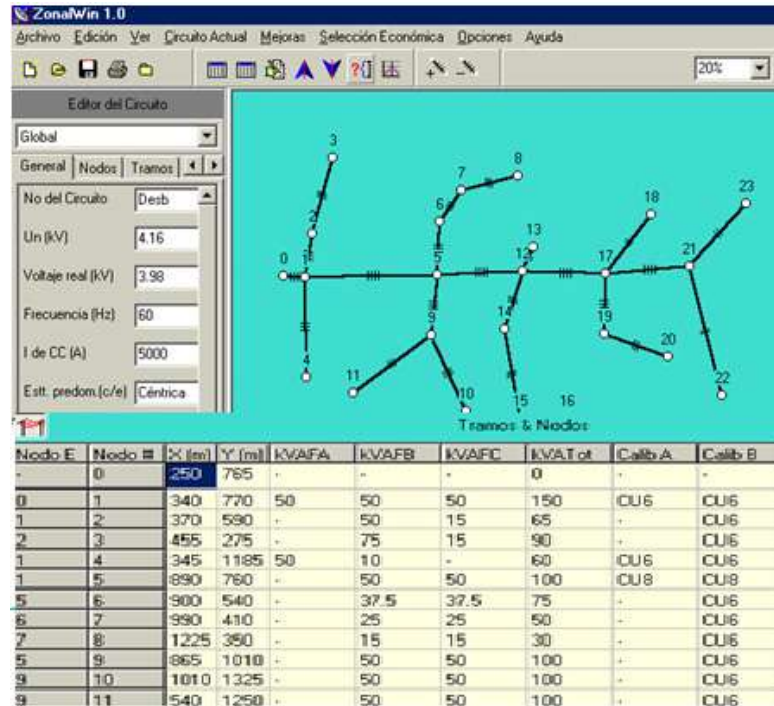 ZonalWin 1.0
Archivo Edición Ver Circuito Actual Mejoras Selección Económica Opciones Ayuda
20%
Editor del Circuito
Global
General Nodos Tramos
No del Circuito Desb
Un (kV) 4.16
Voltaje real (kV) 3.98
Frecuencia (Hz) 60
I de CC (A) 5000
Estt. predom.(c/e) Céntrica
3
8
7
23
18
2
6
13
21
0 1 5 12 17
9
14
19
20
4
11
22
10
15 16
Tramos & Nodos
Nodo E Nodo # X (m) Y (m) kVAFA kVAFB kVAFC kVATot Calib A Calib B
- 0 250 765 - - - 0 - -
0 1 340 770 50 50 50 150 CU6 CU6
1 2 370 590 - 50 15 65 - CU6
2 3 455 275 - 75 15 90 - CU6
1 4 345 1185 50 10 - 60 CU6 CU6
1 5 890 760 - 50 50 100 CU8 CU8
5 6 900 540 - 37.5 37.5 75 - CU6
6 7 990 410 - 25 25 50 - CU6
7 8 1225 350 - 15 15 30 - CU6
5 9 865 1010 - 50 50 100 - CU6
9 10 1010 1325 - 50 50 100 - CU6
9 11 540 1250 - 50 50 100 - CU6